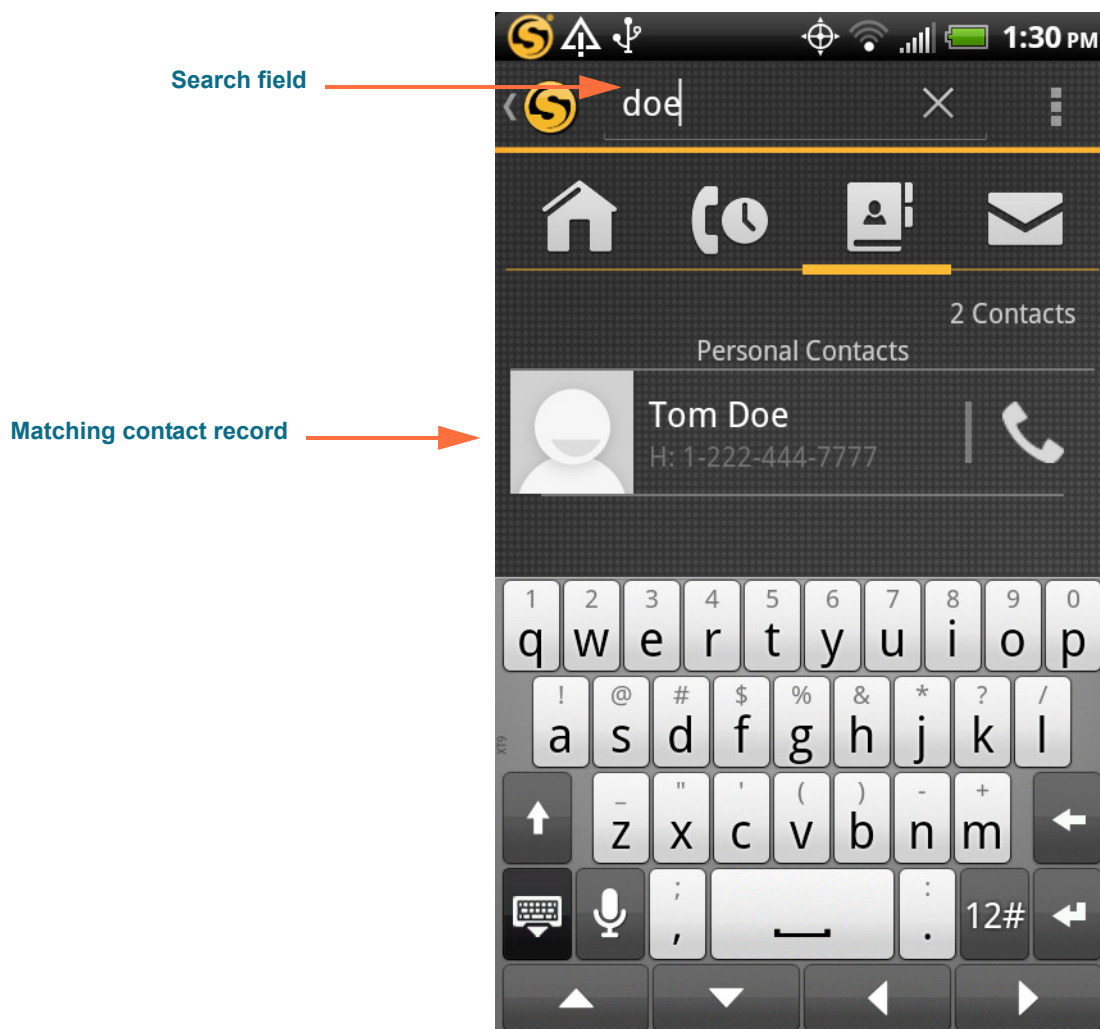 1:30 PM
Search field
doe
2 Contacts
Personal Contacts
Tom Doe
H: 1-222-444-7777
Matching contact record
1 2 3 4 5 6 7 8 9 0
q w e r t y u i o p
! @ # $ % & * ? /
a s d f g h j k l
XT9
_ " ' ( ) - +
z x c v b n m
; :
, . 12#